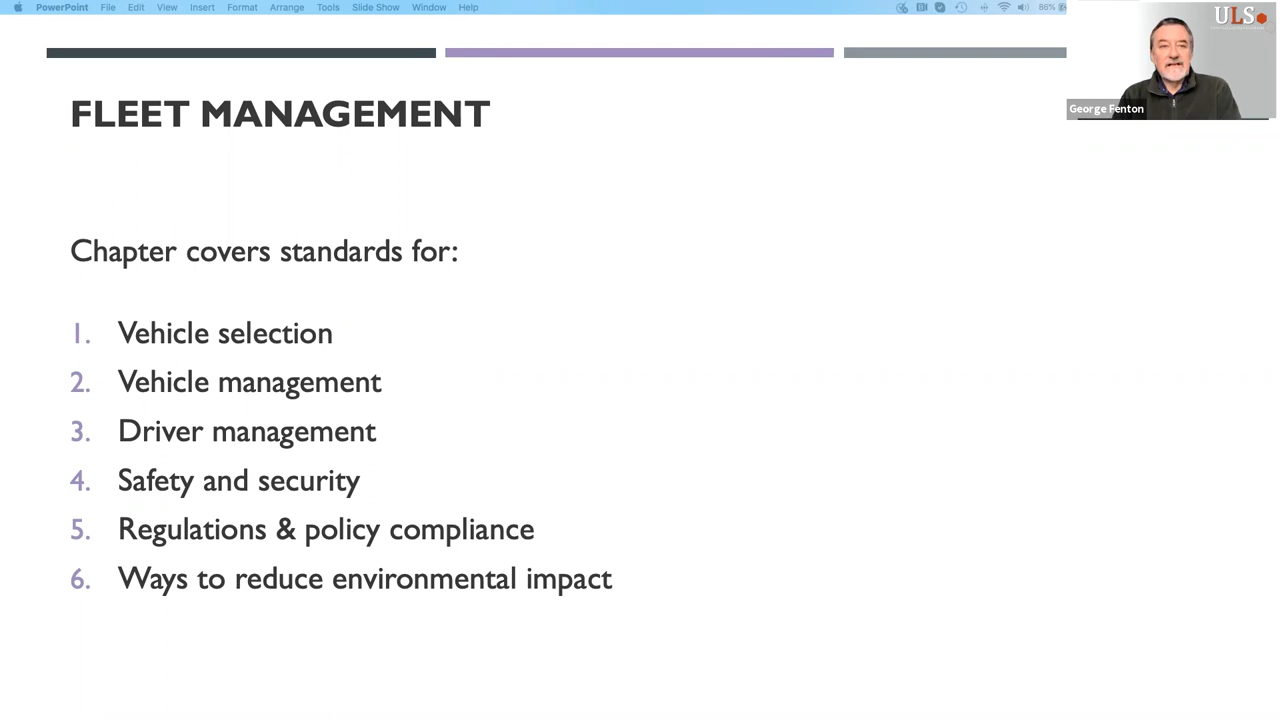 PowerPoint File Edit View Insert Format Arrange Tools Slide Show Window Help 86%
ULS
George Fenton
FLEET MANAGEMENT
Chapter covers standards for:
1. Vehicle selection
2. Vehicle management
3. Driver management
4. Safety and security
5. Regulations & policy compliance
6. Ways to reduce environmental impact